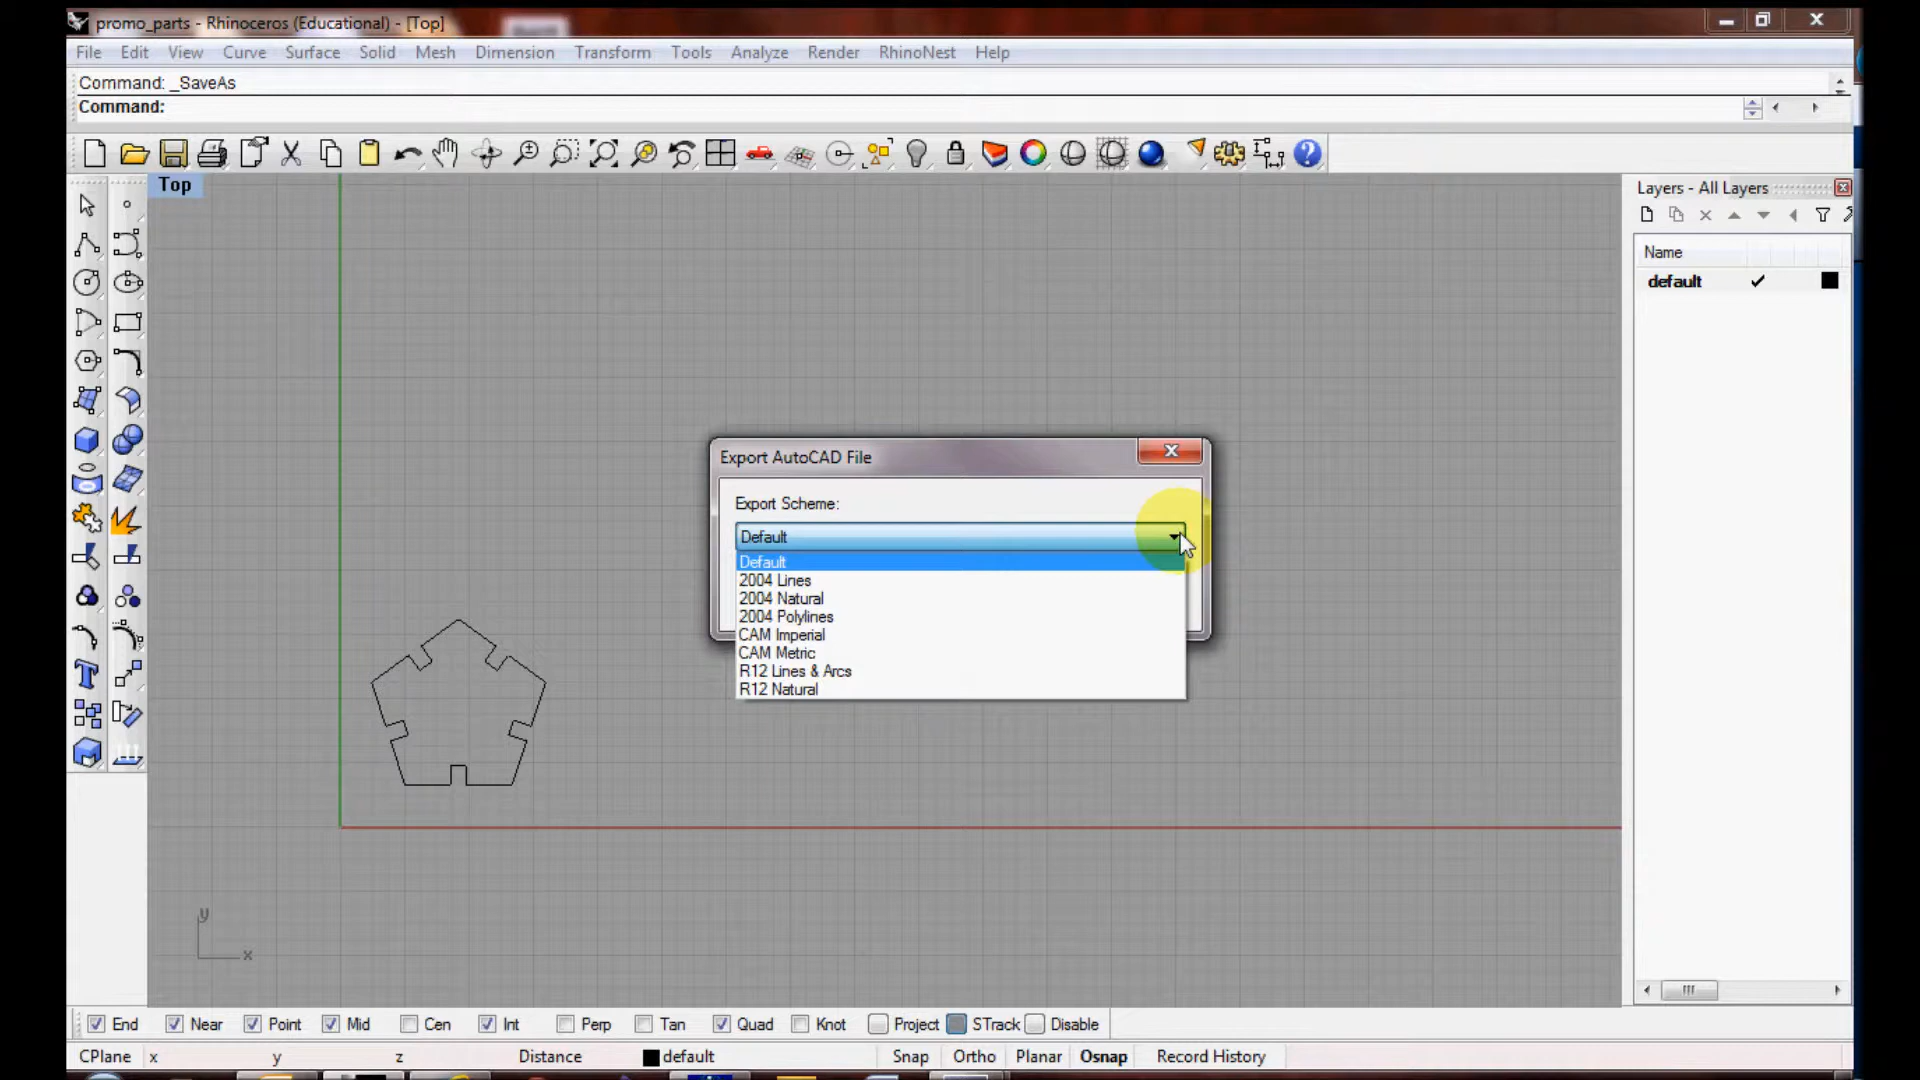 promo_parts - Rhinoceros (Educational) - [Top]
File Edit View Curve Surface Solid Mesh Dimension Transform Tools Analyze Render RhinoNest Help
Command: _SaveAs
Command:
Top
Layers - All Layers
Name
default
Export AutoCAD File
Export Scheme:
Default
Default
2004 Lines
2004 Natural
2004 Polylines
CAM Imperial
CAM Metric
R12 Lines & Arcs
R12 Natural
y
x
End Near Point Mid Cen Int Perp Tan Quad Knot Project STrack Disable
CPlane x y z Distance default Snap Ortho Planar Osnap Record History